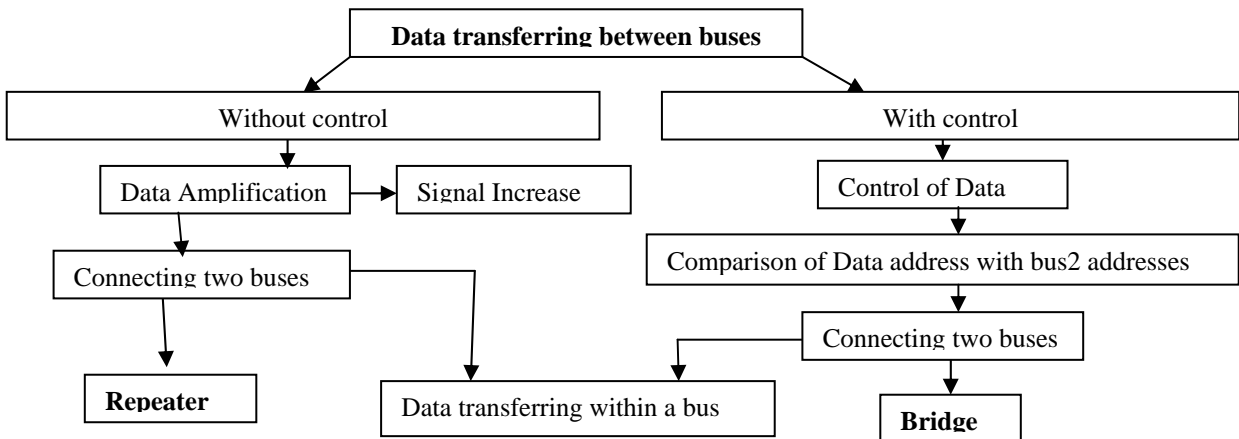 Data transferring between buses
Without control
With control
Data Amplification
Signal Increase
Control of Data
Connecting two buses
Comparison of Data address with bus2 addresses
Connecting two buses
Repeater
Data transferring within a bus
Bridge